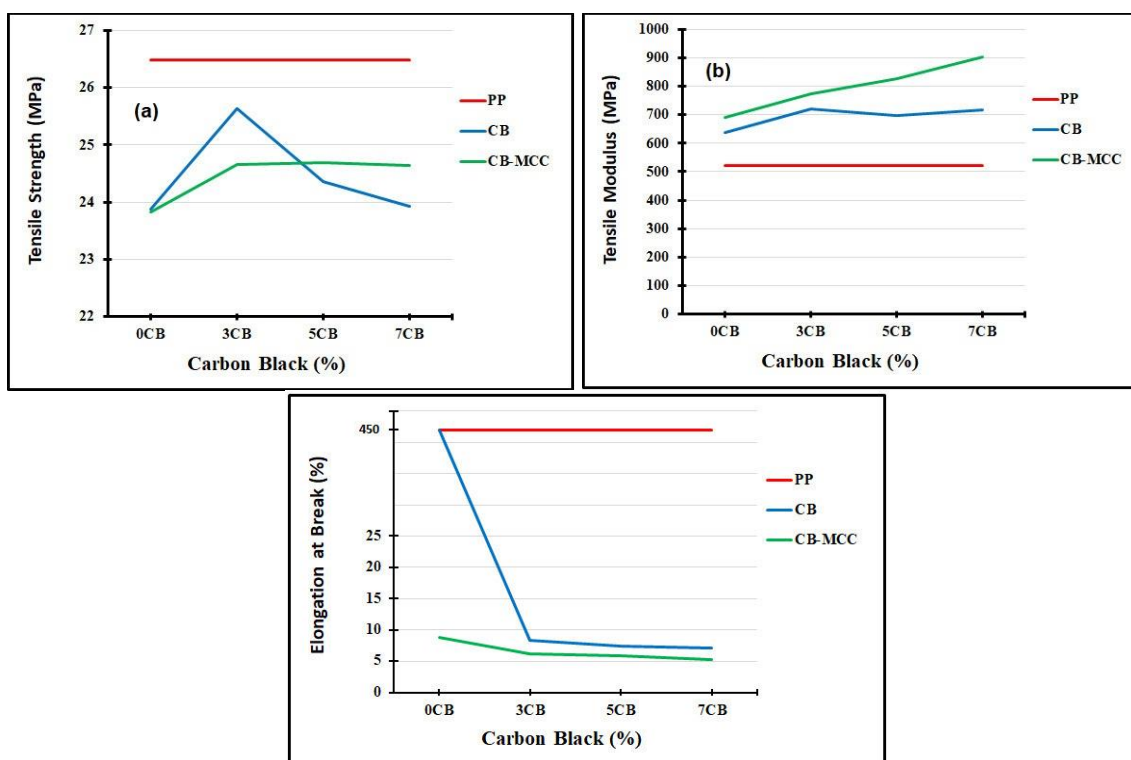 Tensile Strength (MPa)
27
26
25
24
23
22
(a)
0CB 3CB 5CB 7CB
Carbon Black (%)
PP
CB
CB-MCC
Tensile Modulus (MPa)
1000
900
800
700
600
500
400
300
200
100
0
(b)
0CB 3CB 5CB 7CB
Carbon Black (%)
PP
CB
CB-MCC
Elongation at Break (%)
450
25
20
15
10
5
0
0CB 3CB 5CB 7CB
Carbon Black (%)
PP
CB
CB-MCC